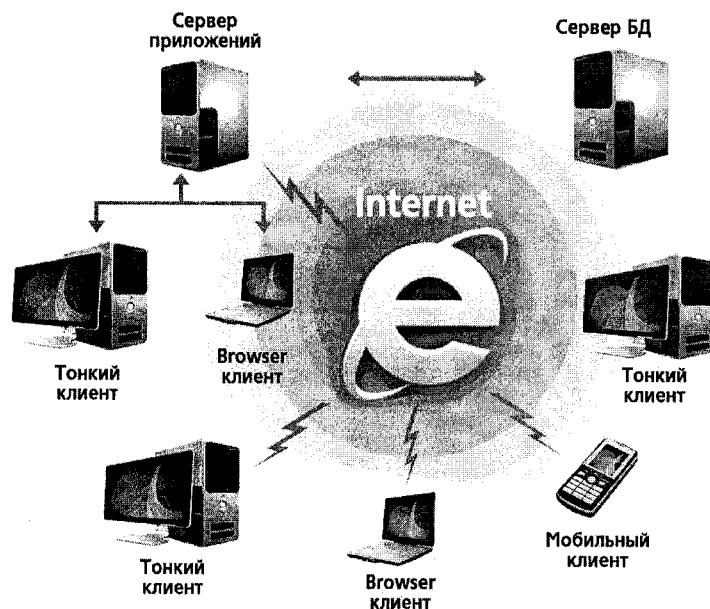 Сервер
приложений
Сервер БД
Internet
e
Тонкий
клиент
Browser
клиент
Тонкий
клиент
Тонкий
клиент
Browser
клиент
Мобильный
клиент